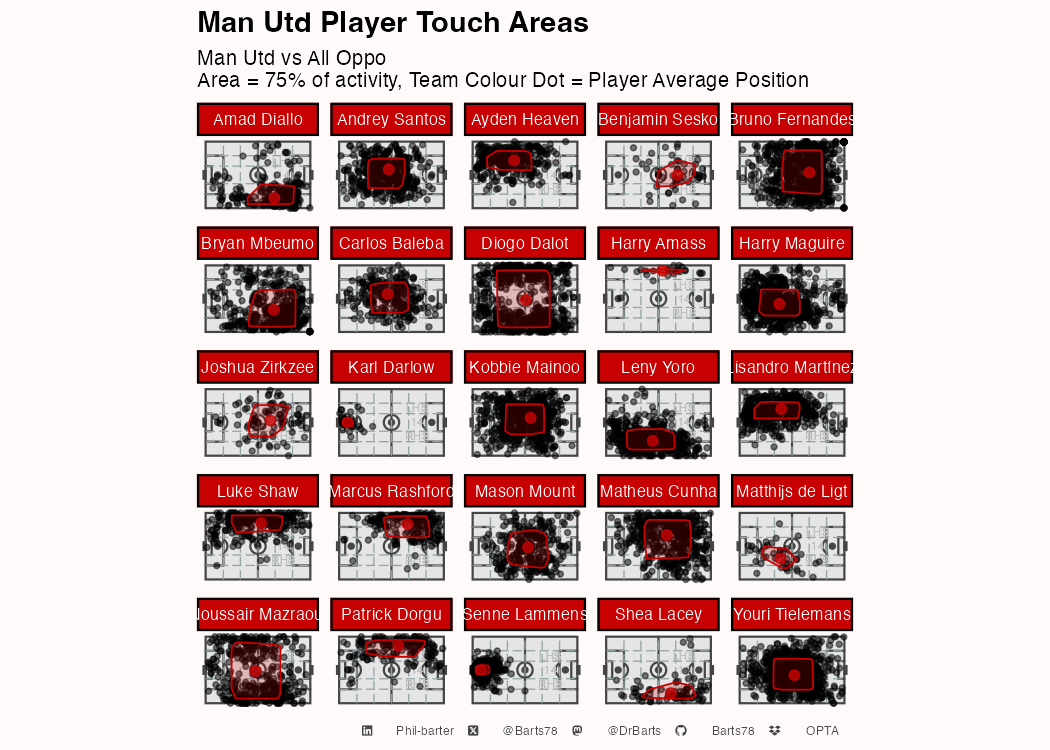 Man Utd Player Touch Areas
Man Utd vs All Oppo
Area = 75% of activity, Team Colour Dot = Player Average Position
Amad Diallo Andrey Santos Ayden Heaven Benjamin Sesko Bruno Fernandes
Bryan Mbeumo Carlos Baleba Diogo Dalot Harry Amass Harry Maguire
Joshua Zirkzee Karl Darlow Kobbie Mainoo Leny Yoro Lisandro Martínez
Luke Shaw Marcus Rashford Mason Mount Matheus Cunha Matthijs de Ligt
Noussair Mazraoui Patrick Dorgu Senne Lammens Shea Lacey Youri Tielemans
Phil-barter @Barts78 @DrBarts Barts78 OPTA